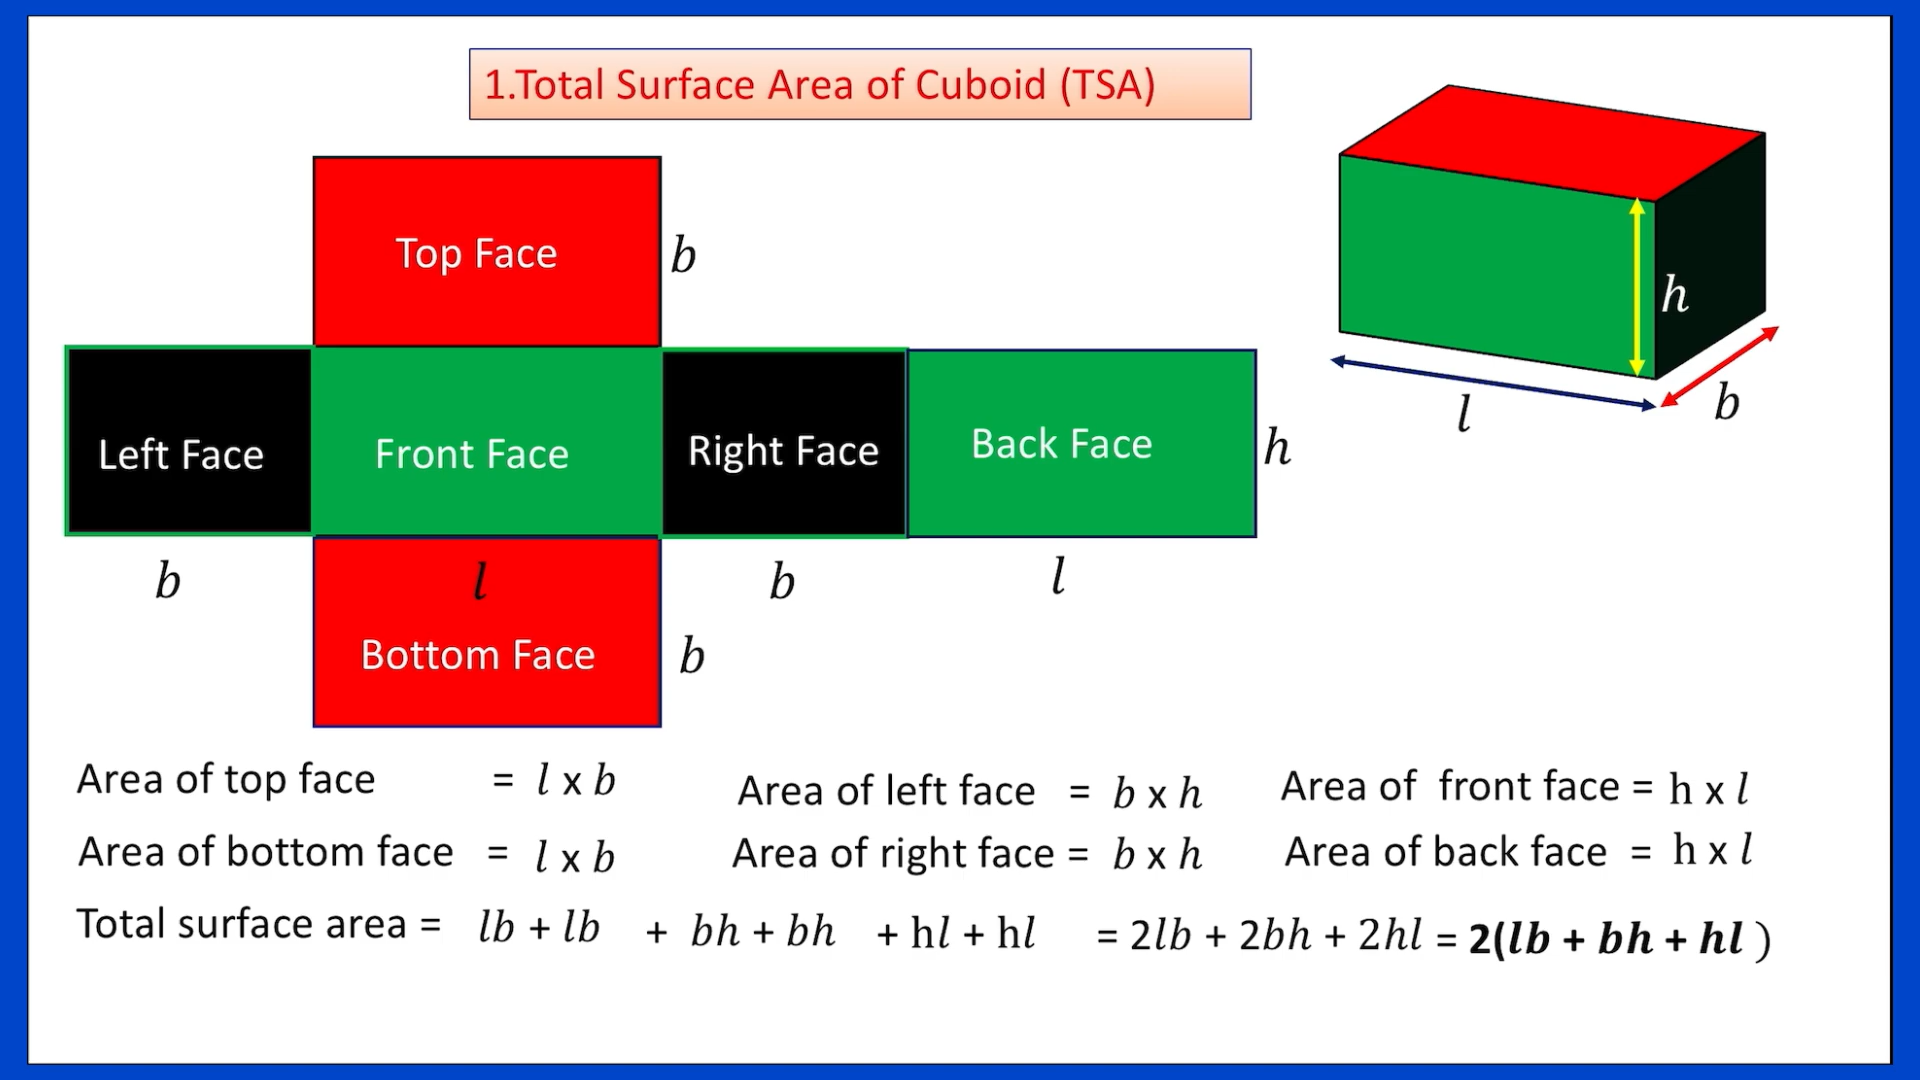 1.Total Surface Area of Cuboid (TSA)
Top Face
b
h
Left Face
Front Face
Right Face
Back Face
h
l
b
b
l
b
l
Bottom Face
b
Area of top face = l x b
Area of left face = b x h
Area of front face = h x l
Area of bottom face = l x b
Area of right face = b x h
Area of back face = h x l
Total surface area = lb + lb + bh + bh + hl + hl = 2lb + 2bh + 2hl = 2(lb + bh + hl )